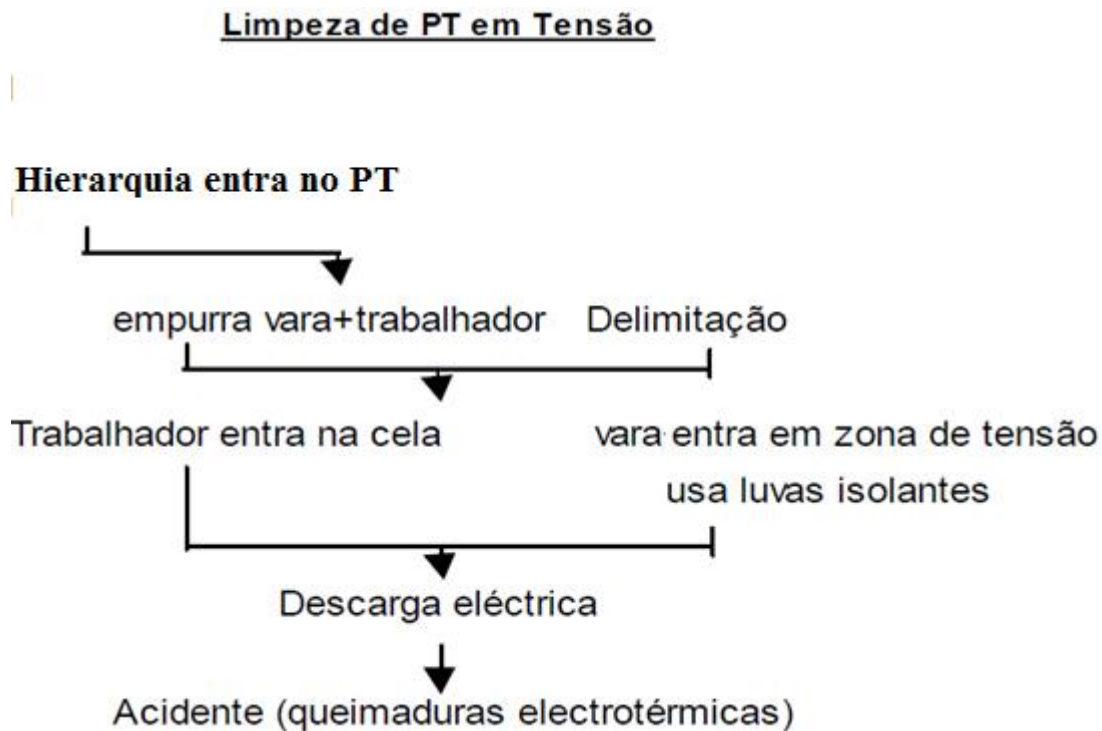 Limpeza de PT em Tensão
Hierarquia entra no PT
empurra vara+trabalhador Delimitação
Trabalhador entra na cela vara entra em zona de tensão
usa luvas isolantes
Descarga eléctrica
Acidente (queimaduras electrotérmicas)